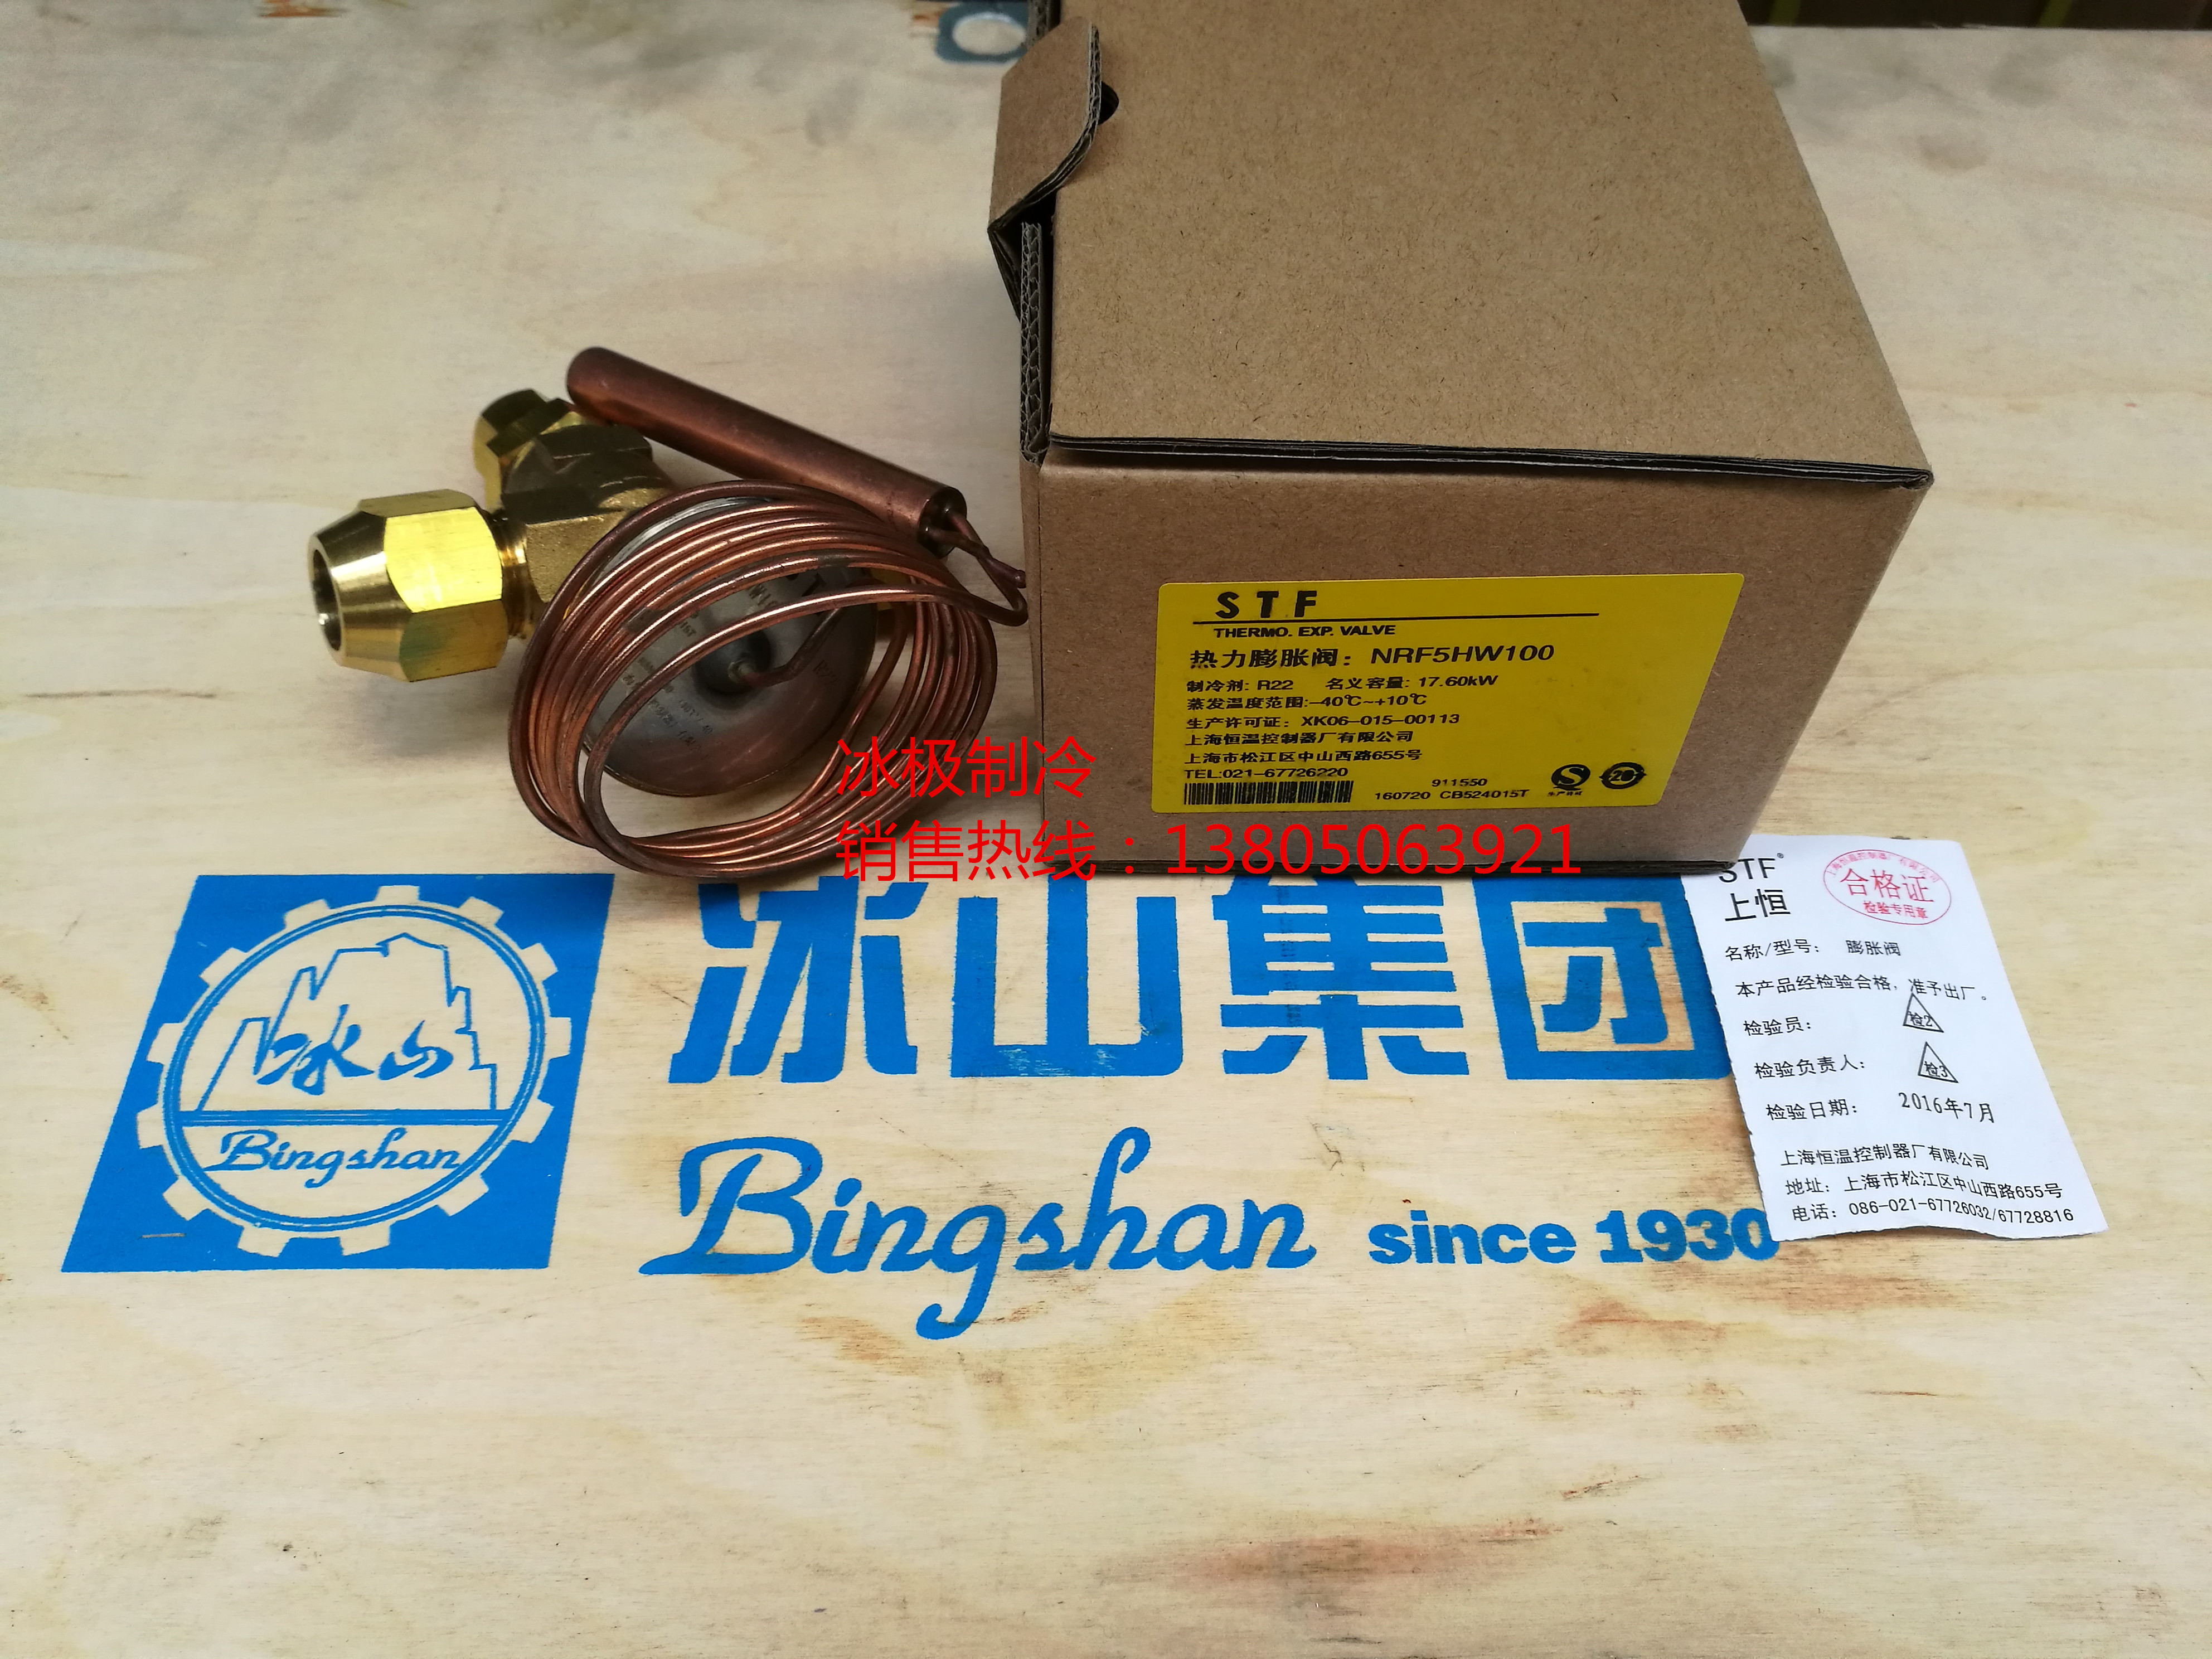 STF
THERMO. EXP. VALVE
热力膨胀阀：NRF5HW100
制冷剂: R22 名义容量: 17.60kW
蒸发温度范围:-40℃~+10℃
生产许可证：XK06-015-00113
上海恒温控制器厂有限公司
上海市松江区中山西路655号
TEL:021-67726220
911550
160720 CB524015T
20
冰极制冷
销售热线：13805063921
冰山
Bingshan
冰山集团
Bingshan since 1930
STF®
上恒
合格证
检验专用章
名称/型号： 膨胀阀
本产品经检验合格，准予出厂。
检验员： 检2
检验负责人： 检3
检验日期： 2016年7月
上海恒温控制器厂有限公司
地址：上海市松江区中山西路655号
电话：086-021-67726032/67728816